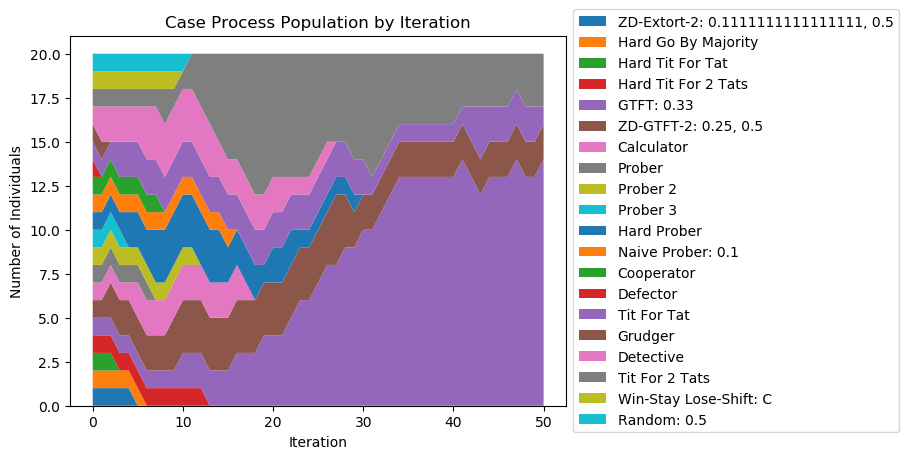 Case Process Population by Iteration
20.0
17.5
15.0
12.5
10.0
7.5
5.0
2.5
0.0
Number of Individuals
0 10 20 30 40 50
Iteration
ZD-Extort-2: 0.1111111111111111, 0.5
Hard Go By Majority
Hard Tit For Tat
Hard Tit For 2 Tats
GTFT: 0.33
ZD-GTFT-2: 0.25, 0.5
Calculator
Prober
Prober 2
Prober 3
Hard Prober
Naive Prober: 0.1
Cooperator
Defector
Tit For Tat
Grudger
Detective
Tit For 2 Tats
Win-Stay Lose-Shift: C
Random: 0.5